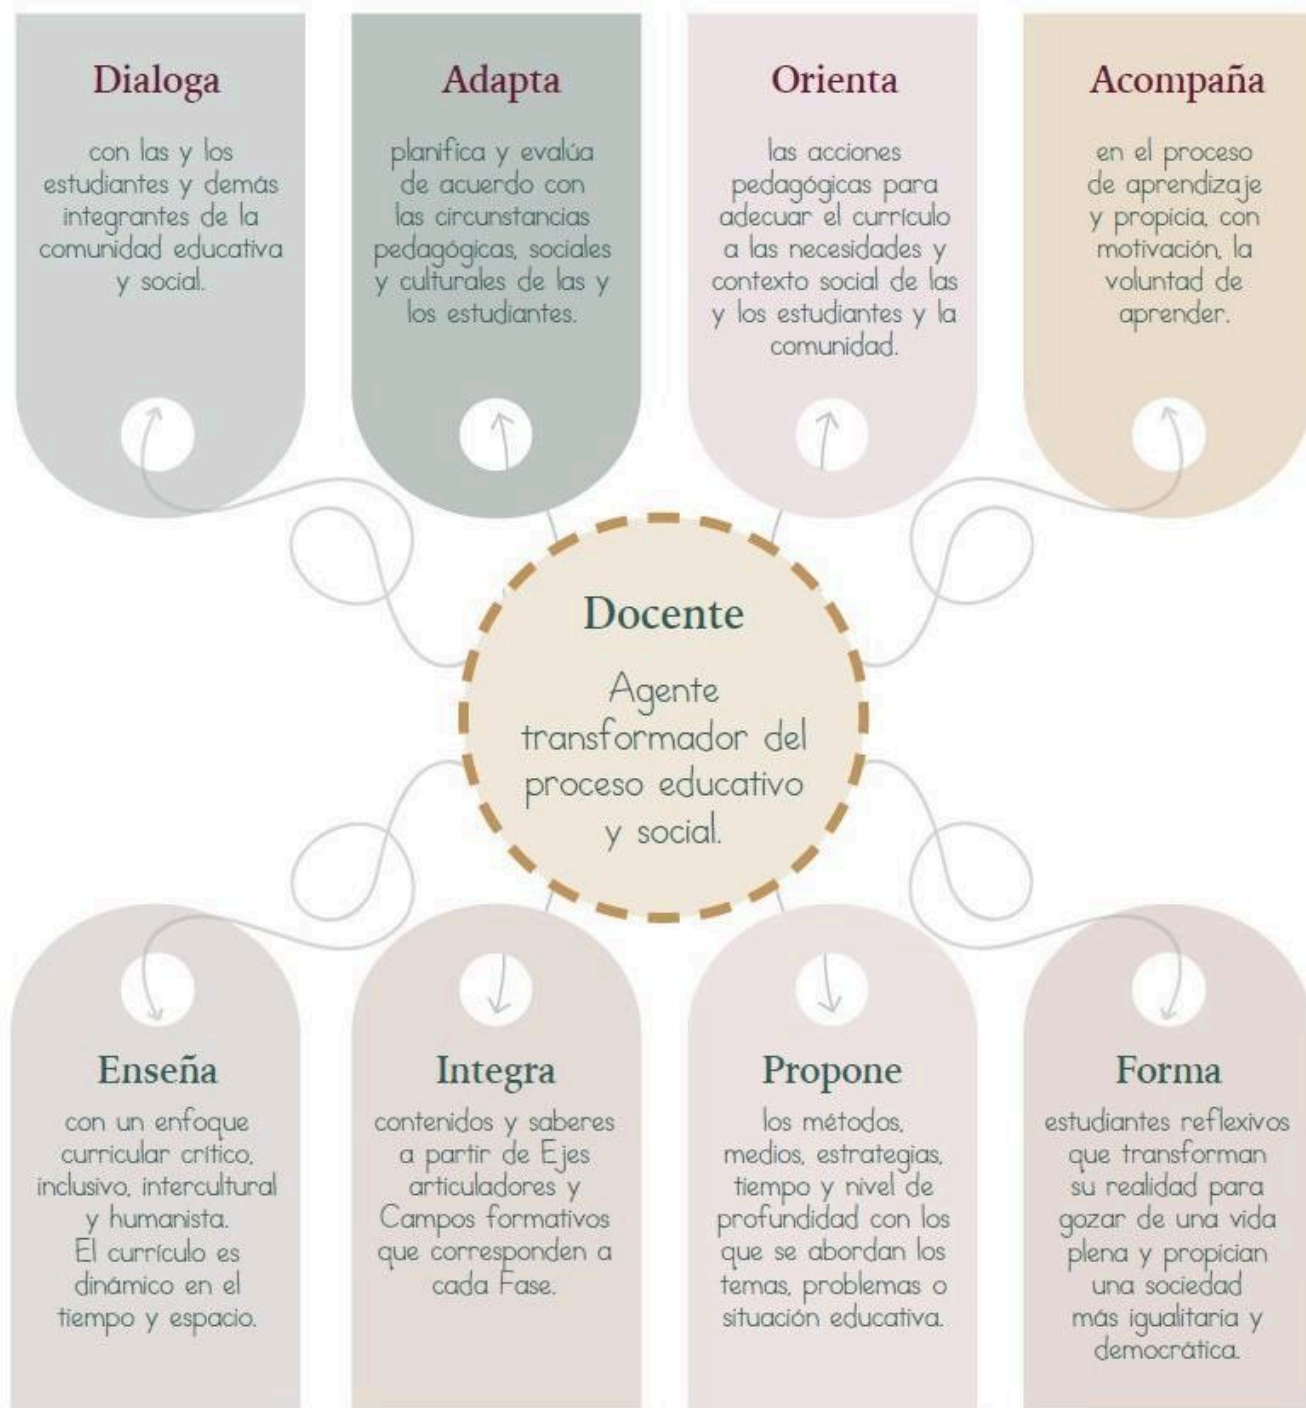 Dialoga
con las y los
estudiantes y demás
integrantes de la
comunidad educativa
y social.
Adapta
planifica y evalúa
de acuerdo con
las circunstancias
pedagógicas, sociales
y culturales de las y
los estudiantes.
Orienta
las acciones
pedagógicas para
adecuar el currículo
a las necesidades y
contexto social de las
y los estudiantes y la
comunidad.
Acompaña
en el proceso
de aprendizaje
y propicia, con
motivación, la
voluntad de
aprender.
Docente
Agente
transformador del
proceso educativo
y social.
Enseña
con un enfoque
curricular crítico,
inclusivo, intercultural
y humanista.
El currículo es
dinámico en el
tiempo y espacio.
Integra
contenidos y saberes
a partir de Ejes
articuladores y
Campos formativos
que corresponden a
cada Fase.
Propone
los métodos,
medios, estrategias,
tiempo y nivel de
profundidad con los
que se abordan los
temas, problemas o
situación educativa.
Forma
estudiantes reflexivos
que transforman
su realidad para
gozar de una vida
plena y propician
una sociedad
más igualitaria y
democrática.